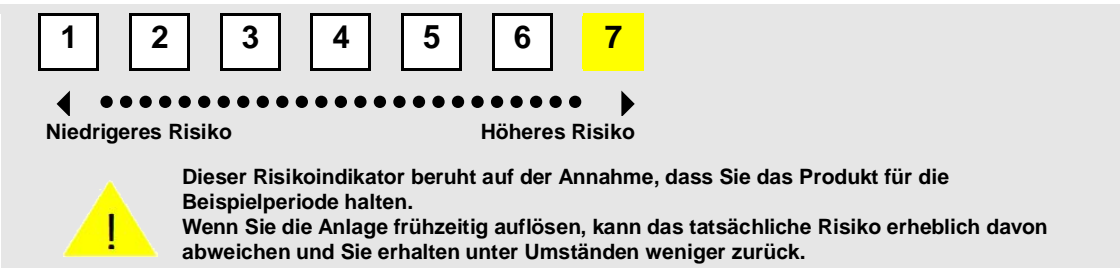 1 2 3 4 5 6 7
Niedrigeres Risiko Höheres Risiko
Dieser Risikoindikator beruht auf der Annahme, dass Sie das Produkt für die
Beispielperiode halten.
Wenn Sie die Anlage frühzeitig auflösen, kann das tatsächliche Risiko erheblich davon
abweichen und Sie erhalten unter Umständen weniger zurück.
!